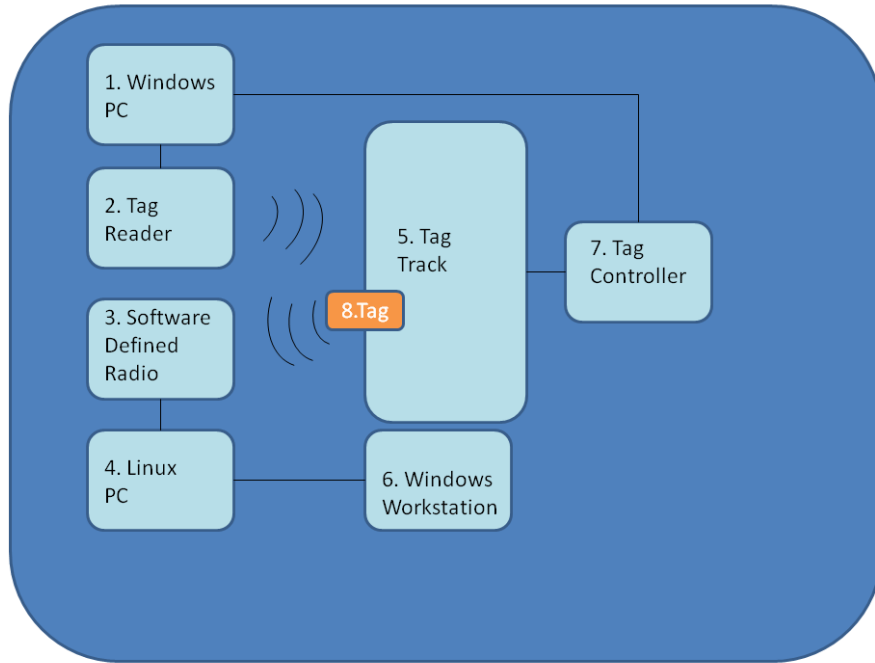 1. Windows
PC
2. Tag
Reader
3. Software
Defined
Radio
4. Linux
PC
5. Tag
Track
6. Windows
Workstation
7. Tag
Controller
8.Tag